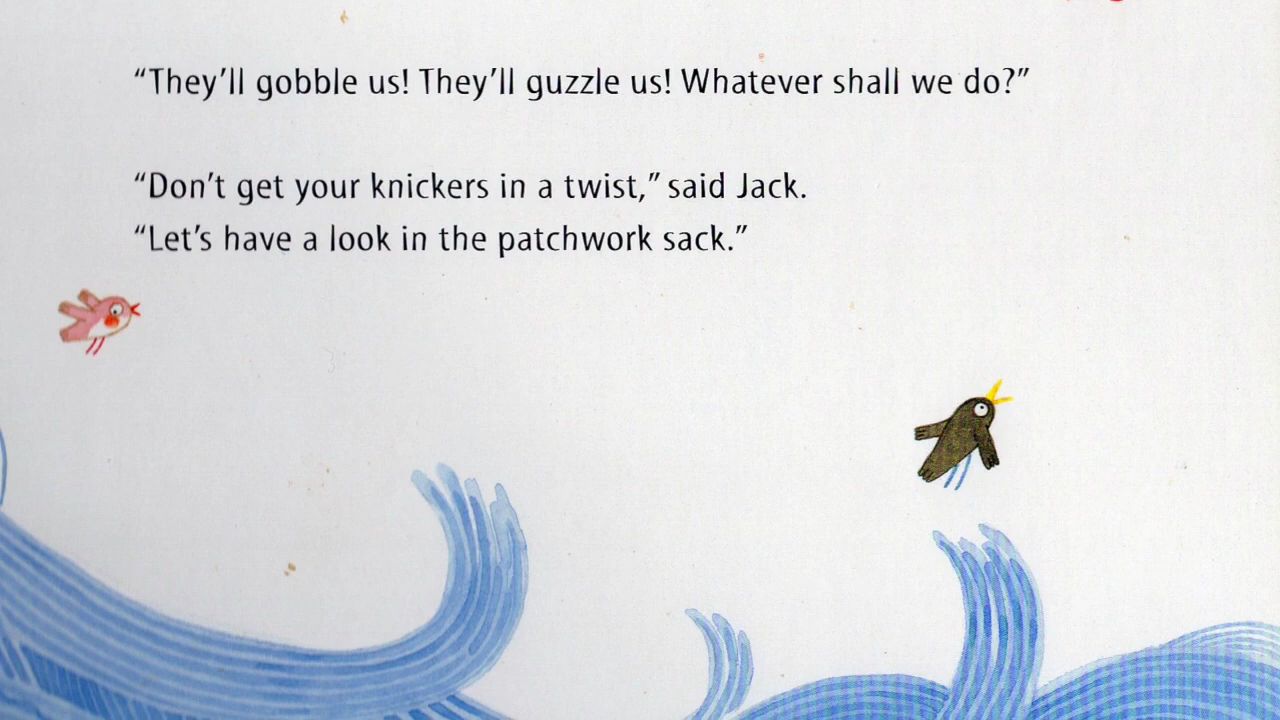 “They’ll gobble us! They’ll guzzle us! Whatever shall we do?”
“Don’t get your knickers in a twist,” said Jack.
“Let’s have a look in the patchwork sack.”